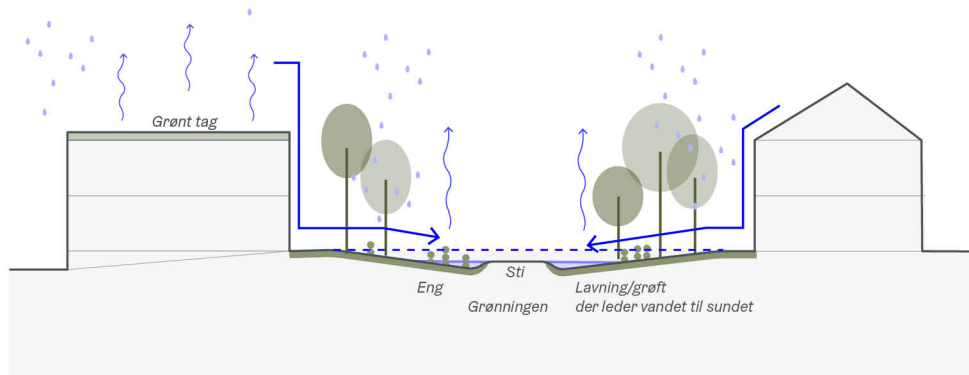 Grønt tag
Eng
Sti
Grønningen
Lavning/grøft
der leder vandet til sundet